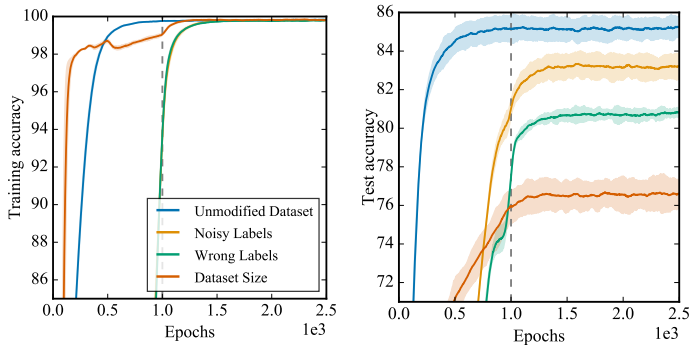 100
98
96
94
92
90
88
86
Training accuracy
Unmodified Dataset
Noisy Labels
Wrong Labels
Dataset Size
0.0 0.5 1.0 1.5 2.0 2.5
Epochs
1e3
86
84
82
80
78
76
74
72
Test accuracy
0.0 0.5 1.0 1.5 2.0 2.5
Epochs
1e3